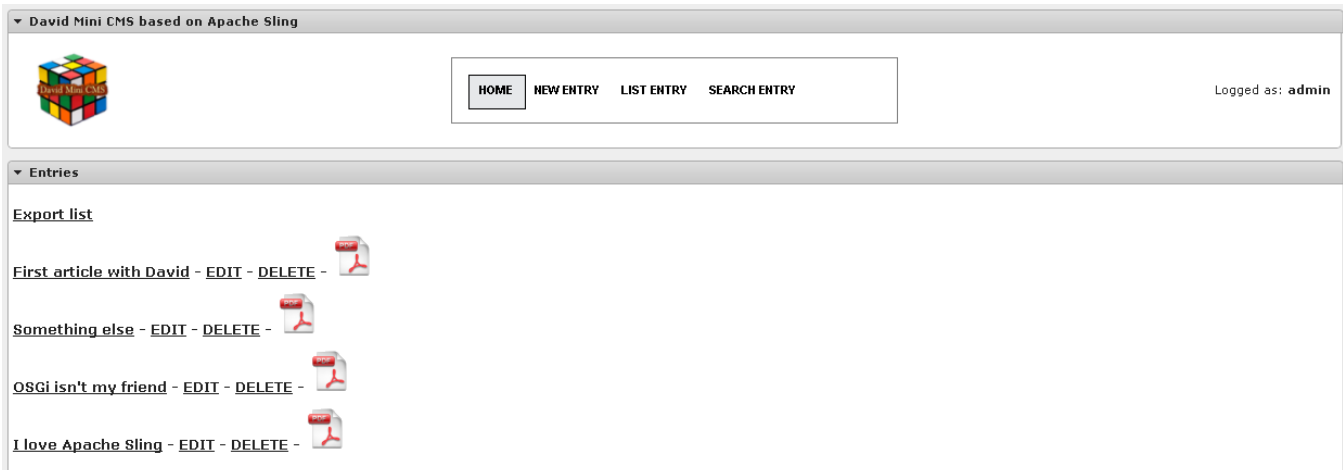 David Mini CMS based on Apache Sling
David Mini CMS
HOME NEW ENTRY LIST ENTRY SEARCH ENTRY
Logged as: admin
Entries
Export list
PDF
First article with David - EDIT - DELETE -
PDF
Something else - EDIT - DELETE -
PDF
OSGi isn't my friend - EDIT - DELETE -
PDF
I love Apache Sling - EDIT - DELETE -